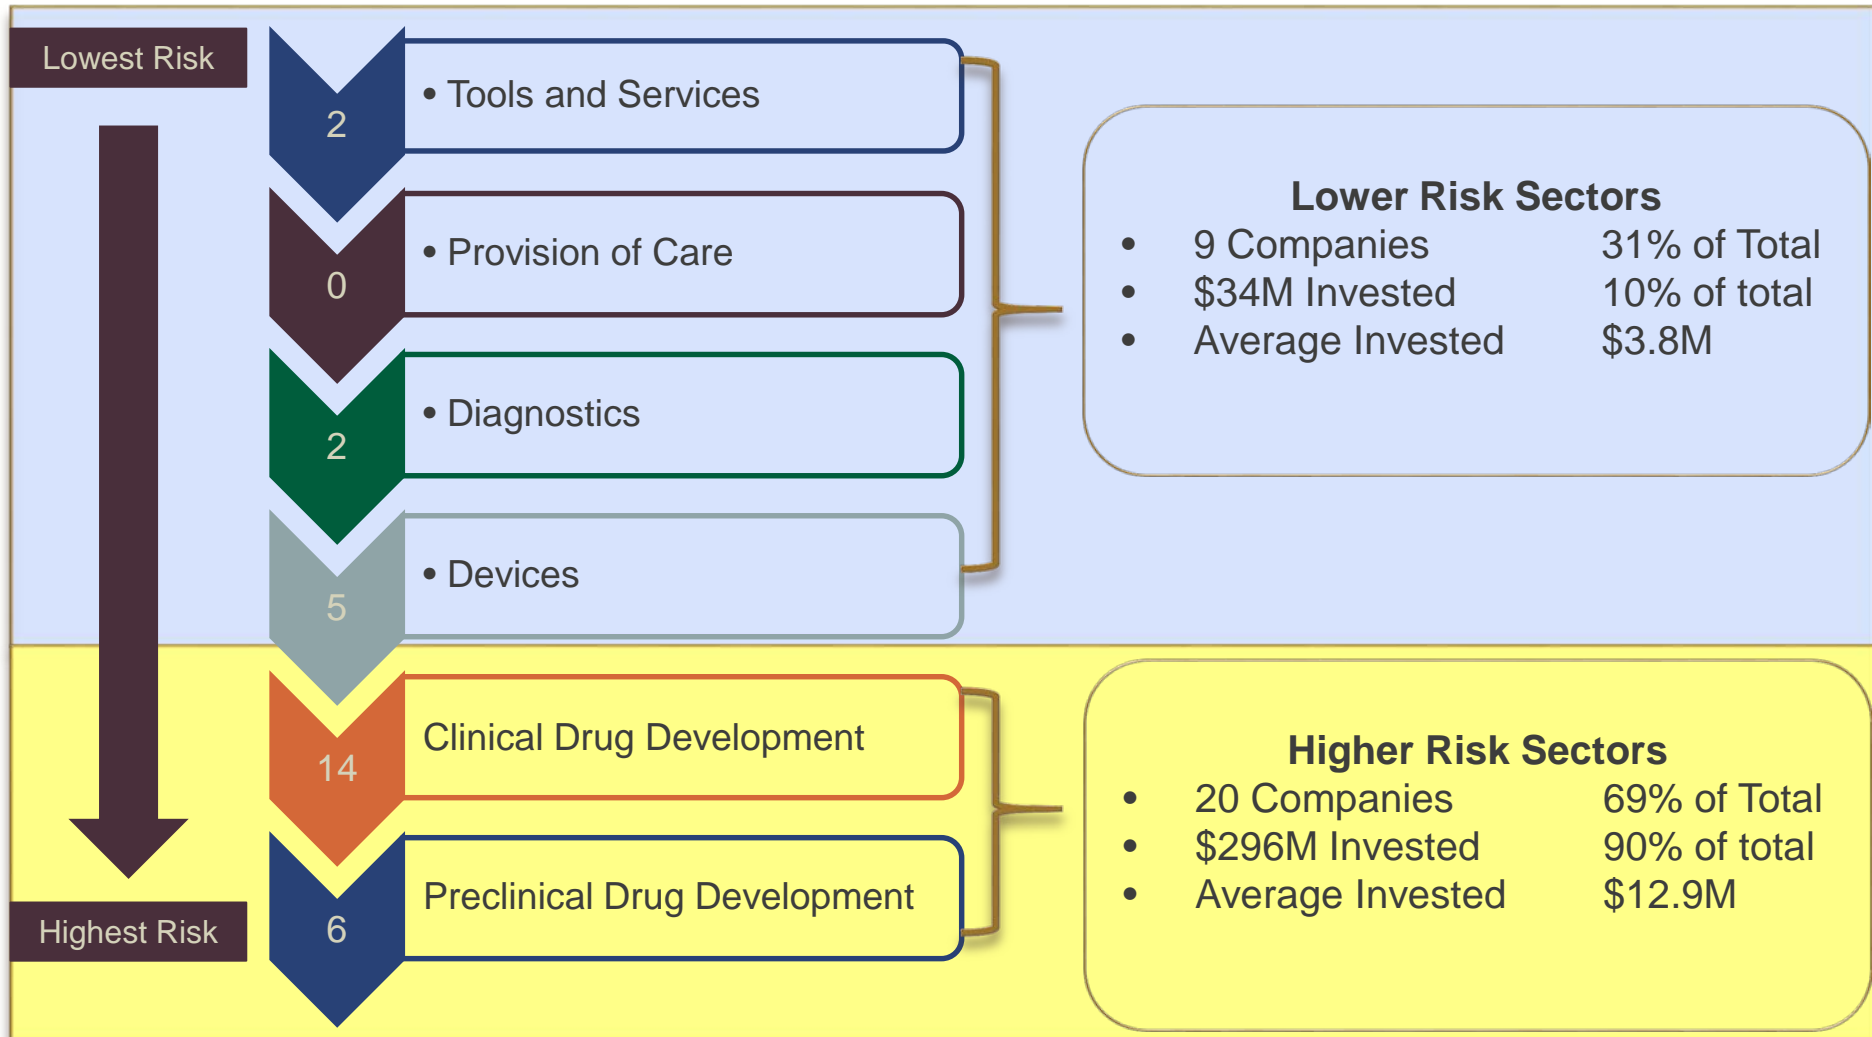 Lowest Risk
2
• Tools and Services
0
• Provision of Care
2
• Diagnostics
5
• Devices
Lower Risk Sectors
• 9 Companies 31% of Total
• $34M Invested 10% of total
• Average Invested $3.8M
14
Clinical Drug Development
6
Preclinical Drug Development
Highest Risk
Higher Risk Sectors
• 20 Companies 69% of Total
• $296M Invested 90% of total
• Average Invested $12.9M